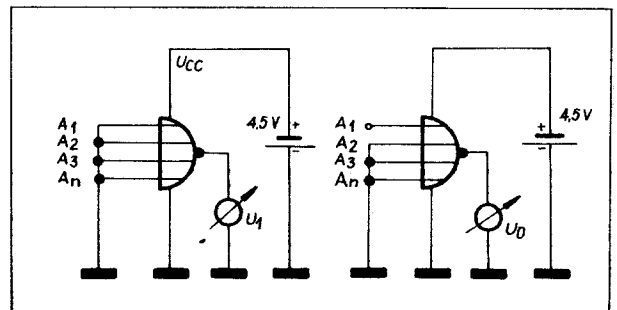 UCC
4,5 V
+
-
A1
A2
A3
An
U1
4,5 V
+
-
A1
A2
A3
An
U0